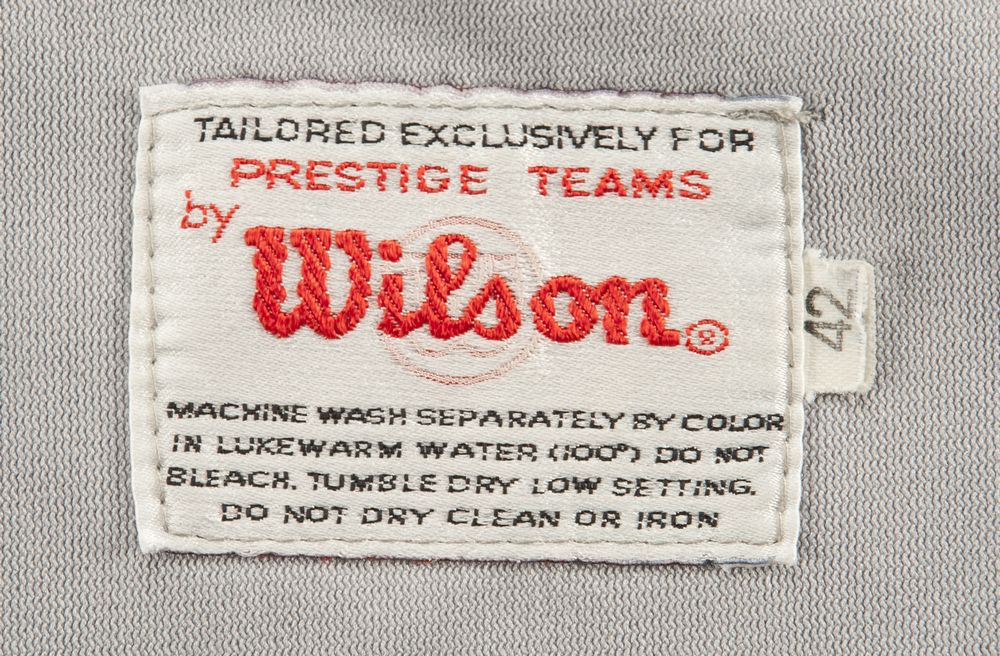 TAILORED EXCLUSIVELY FOR
PRESTIGE TEAMS
by
Wilson®
42
MACHINE WASH SEPARATELY BY COLOR
IN LUKEWARM WATER (100°) DO NOT
BLEACH. TUMBLE DRY LOW SETTING.
DO NOT DRY CLEAN OR IRON